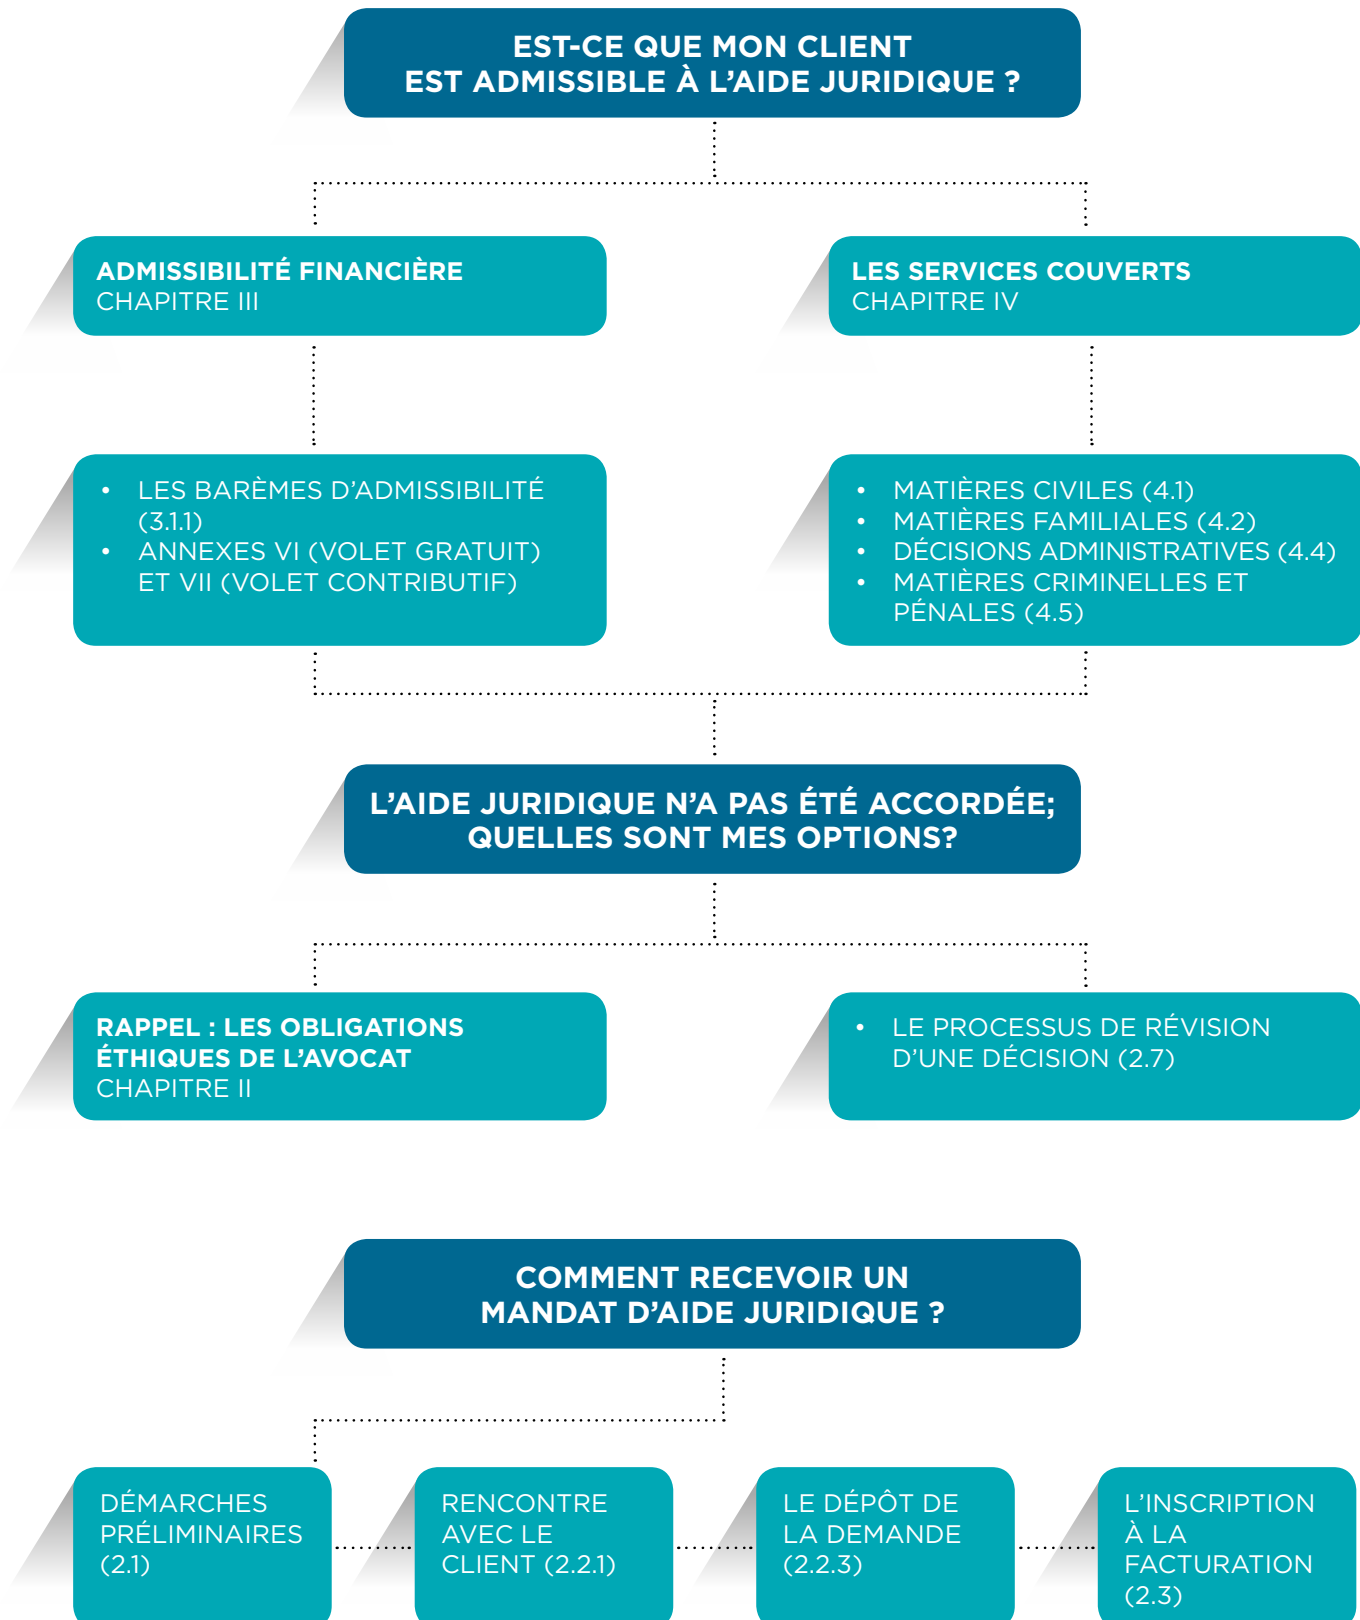 EST-CE QUE MON CLIENT
EST ADMISSIBLE À L'AIDE JURIDIQUE ?
ADMISSIBILITÉ FINANCIÈRE
CHAPITRE III
LES SERVICES COUVERTS
CHAPITRE IV
• LES BARÈMES D'ADMISSIBILITÉ
(3.1.1)
• ANNEXES VI (VOLET GRATUIT)
ET VII (VOLET CONTRIBUTIF)
• MATIÈRES CIVILES (4.1)
• MATIÈRES FAMILIALES (4.2)
• DÉCISIONS ADMINISTRATIVES (4.4)
• MATIÈRES CRIMINELLES ET
PÉNALES (4.5)
L'AIDE JURIDIQUE N'A PAS ÉTÉ ACCORDÉE;
QUELLES SONT MES OPTIONS?
RAPPEL : LES OBLIGATIONS
ÉTHIQUES DE L'AVOCAT
CHAPITRE II
• LE PROCESSUS DE RÉVISION
D'UNE DÉCISION (2.7)
COMMENT RECEVOIR UN
MANDAT D'AIDE JURIDIQUE ?
DÉMARCHES
PRÉLIMINAIRES
(2.1)
RENCONTRE
AVEC LE
CLIENT (2.2.1)
LE DÉPÔT DE
LA DEMANDE
(2.2.3)
L'INSCRIPTION
À LA
FACTURATION
(2.3)